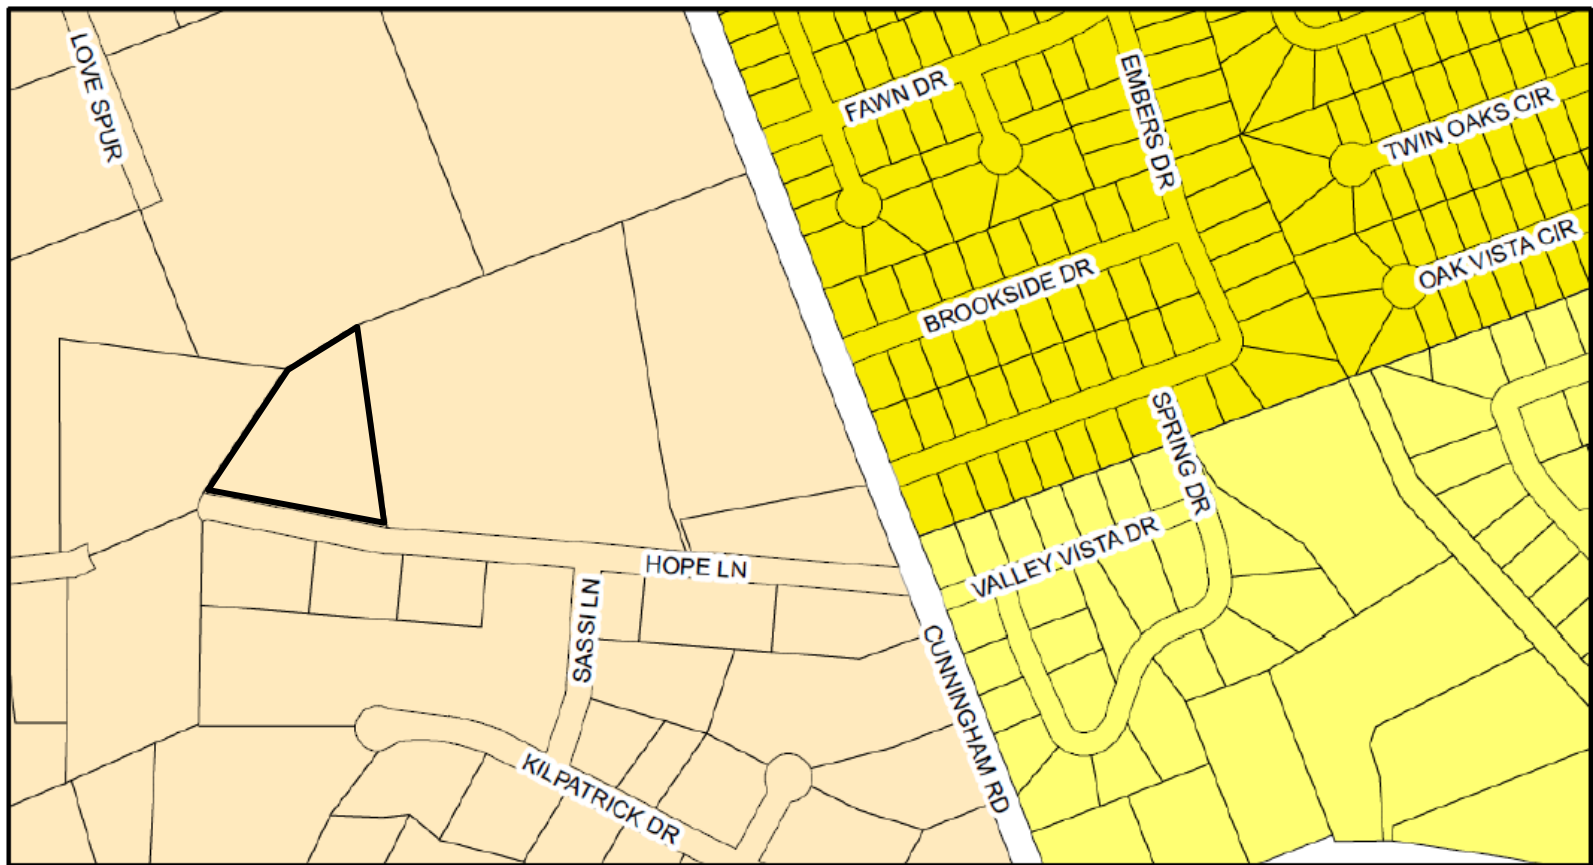 LOVE SPUR
FAWN DR
EMBERS DR
TWIN OAKS CIR
OAK VISTA CIR
BROOKSIDE DR
SPRING DR
VALLEY VISTA DR
HOPE LN
SASSI LN
CUNNINGHAM RD
KILPATRICK DR